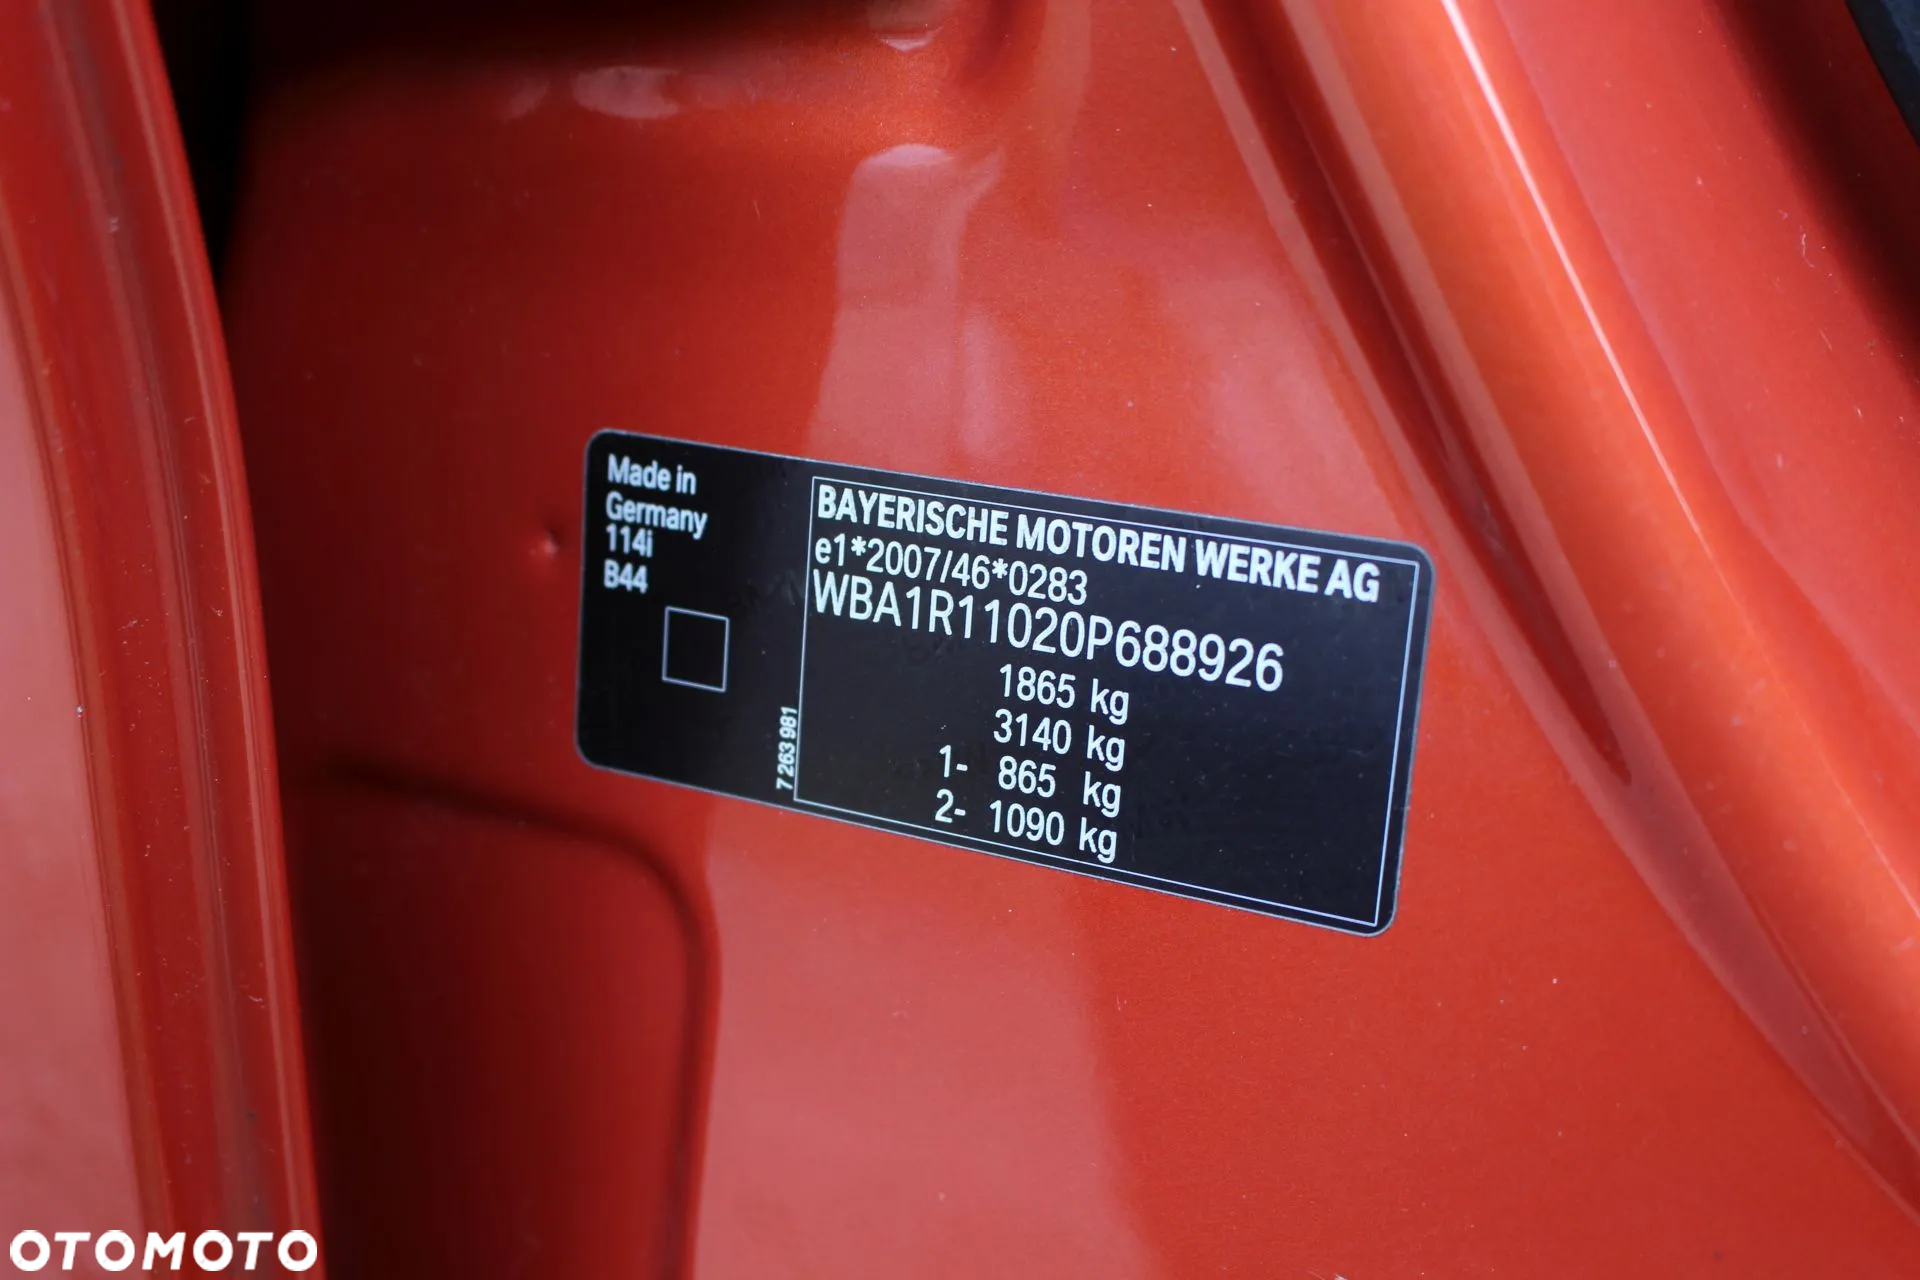 Made in
Germany
114i
B44
7 263 981
BAYERISCHE MOTOREN WERKE AG
e1*2007/46*0283
WBA1R11020P688926
1865 kg
3140 kg
1- 865 kg
2- 1090 kg
OTOMOTO